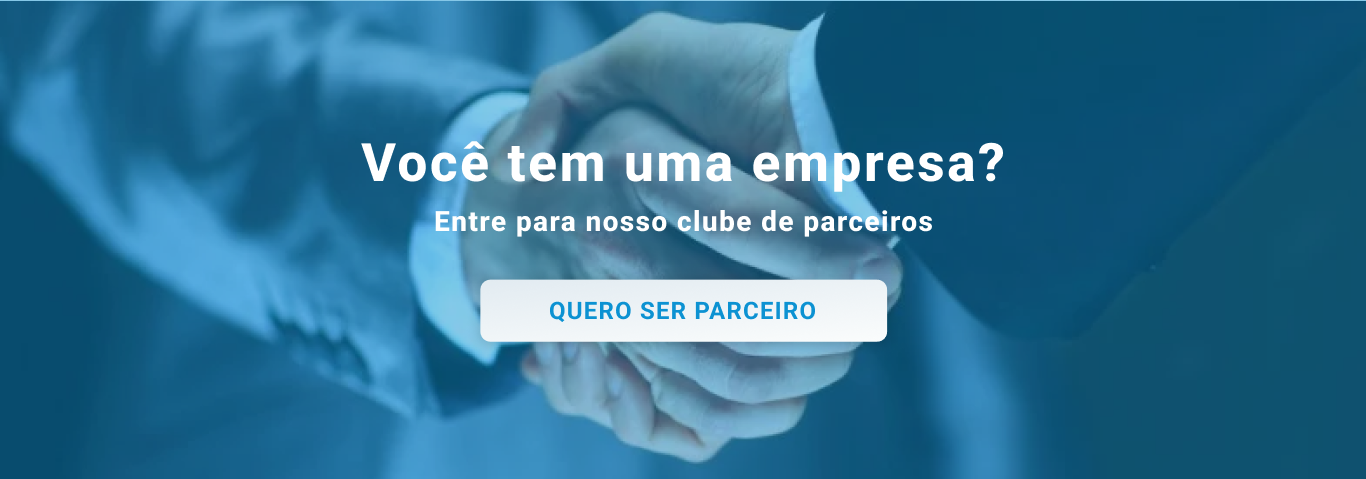 Você tem uma empresa?
Entre para nosso clube de parceiros
QUERO SER PARCEIRO